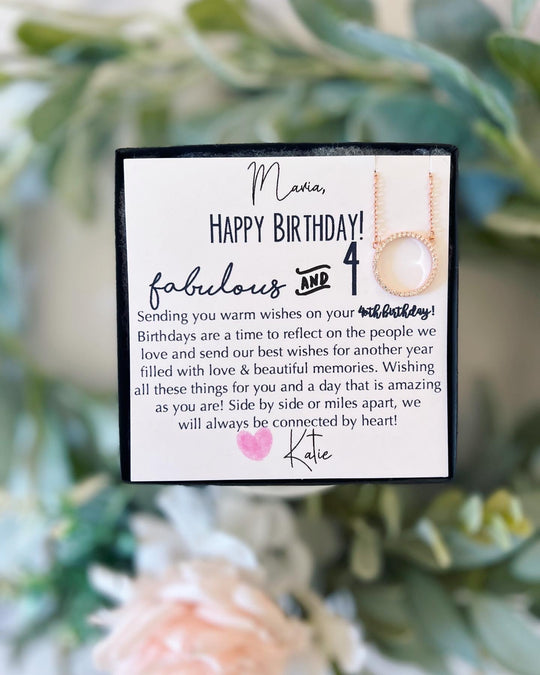 Maria,
HAPPY BIRTHDAY!
fabulous AND 4
Sending you warm wishes on your 40th Birthday!
Birthdays are a time to reflect on the people we
love and send our best wishes for another year
filled with love & beautiful memories. Wishing
all these things for you and a day that is amazing
as you are! Side by side or miles apart, we
will always be connected by heart!
Katie